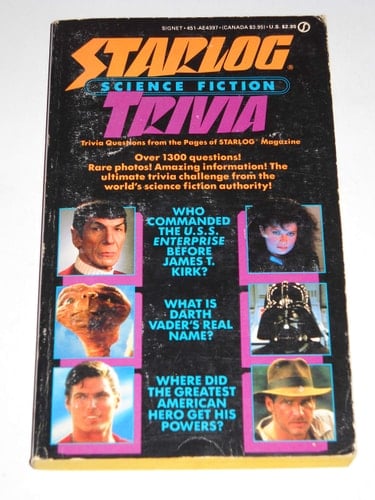 SIGNET • 451-AE4397 • (CANADA $3.95) • U.S. $2.95
STARLOG®
SCIENCE FICTION
TRIVIA
Trivia Questions from the Pages of STARLOG® Magazine
Over 1300 questions!
Rare photos! Amazing information! The
ultimate trivia challenge from the
world's science fiction authority!
WHO
COMMANDED
THE U.S.S.
ENTERPRISE
BEFORE
JAMES T.
KIRK?
WHAT IS
DARTH
VADER'S REAL
NAME?
WHERE DID
THE GREATEST
AMERICAN
HERO GET HIS
POWERS?